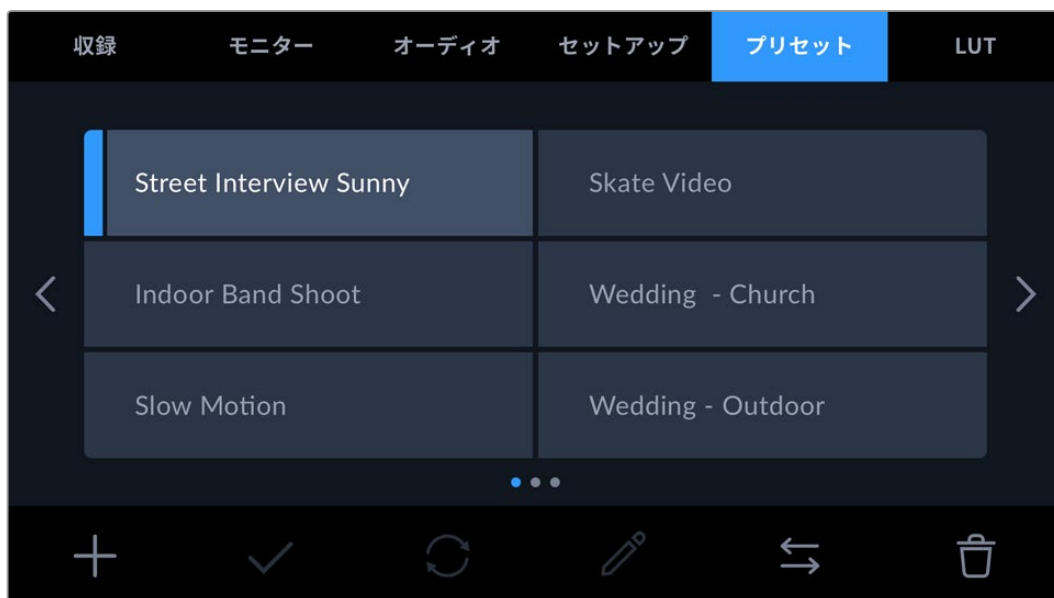 収録 モニター オーディオ セットアップ プリセット LUT
Street Interview Sunny Skate Video
Indoor Band Shoot Wedding - Church
Slow Motion Wedding - Outdoor